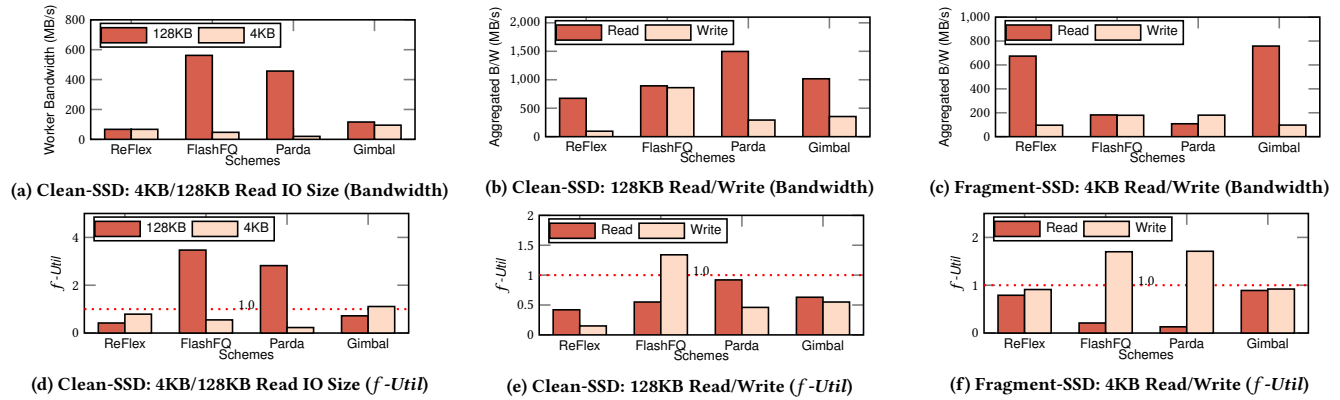 Worker Bandwidth (MB/s)
800
600
400
200
0
128KB
4KB
ReFlex
FlashFQ
Parda
Gimbal
Schemes
(a) Clean-SSD: 4KB/128KB Read IO Size (Bandwidth)
Aggregated B/W (MB/s)
2,000
1,500
1,000
500
0
Read
Write
ReFlex
FlashFQ
Parda
Gimbal
Schemes
(b) Clean-SSD: 128KB Read/Write (Bandwidth)
Aggregated B/W (MB/s)
1,000
800
600
400
200
0
Read
Write
ReFlex
FlashFQ
Parda
Gimbal
Schemes
(c) Fragment-SSD: 4KB Read/Write (Bandwidth)
f-Util
4
2
0
128KB
4KB
1.0
ReFlex
FlashFQ
Parda
Gimbal
Schemes
(d) Clean-SSD: 4KB/128KB Read IO Size (f-Util)
f-Util
2
1.5
1
0.5
0
Read
Write
1.0
ReFlex
FlashFQ
Parda
Gimbal
Schemes
(e) Clean-SSD: 128KB Read/Write (f-Util)
f-Util
2
1
0
Read
Write
1.0
ReFlex
FlashFQ
Parda
Gimbal
Schemes
(f) Fragment-SSD: 4KB Read/Write (f-Util)